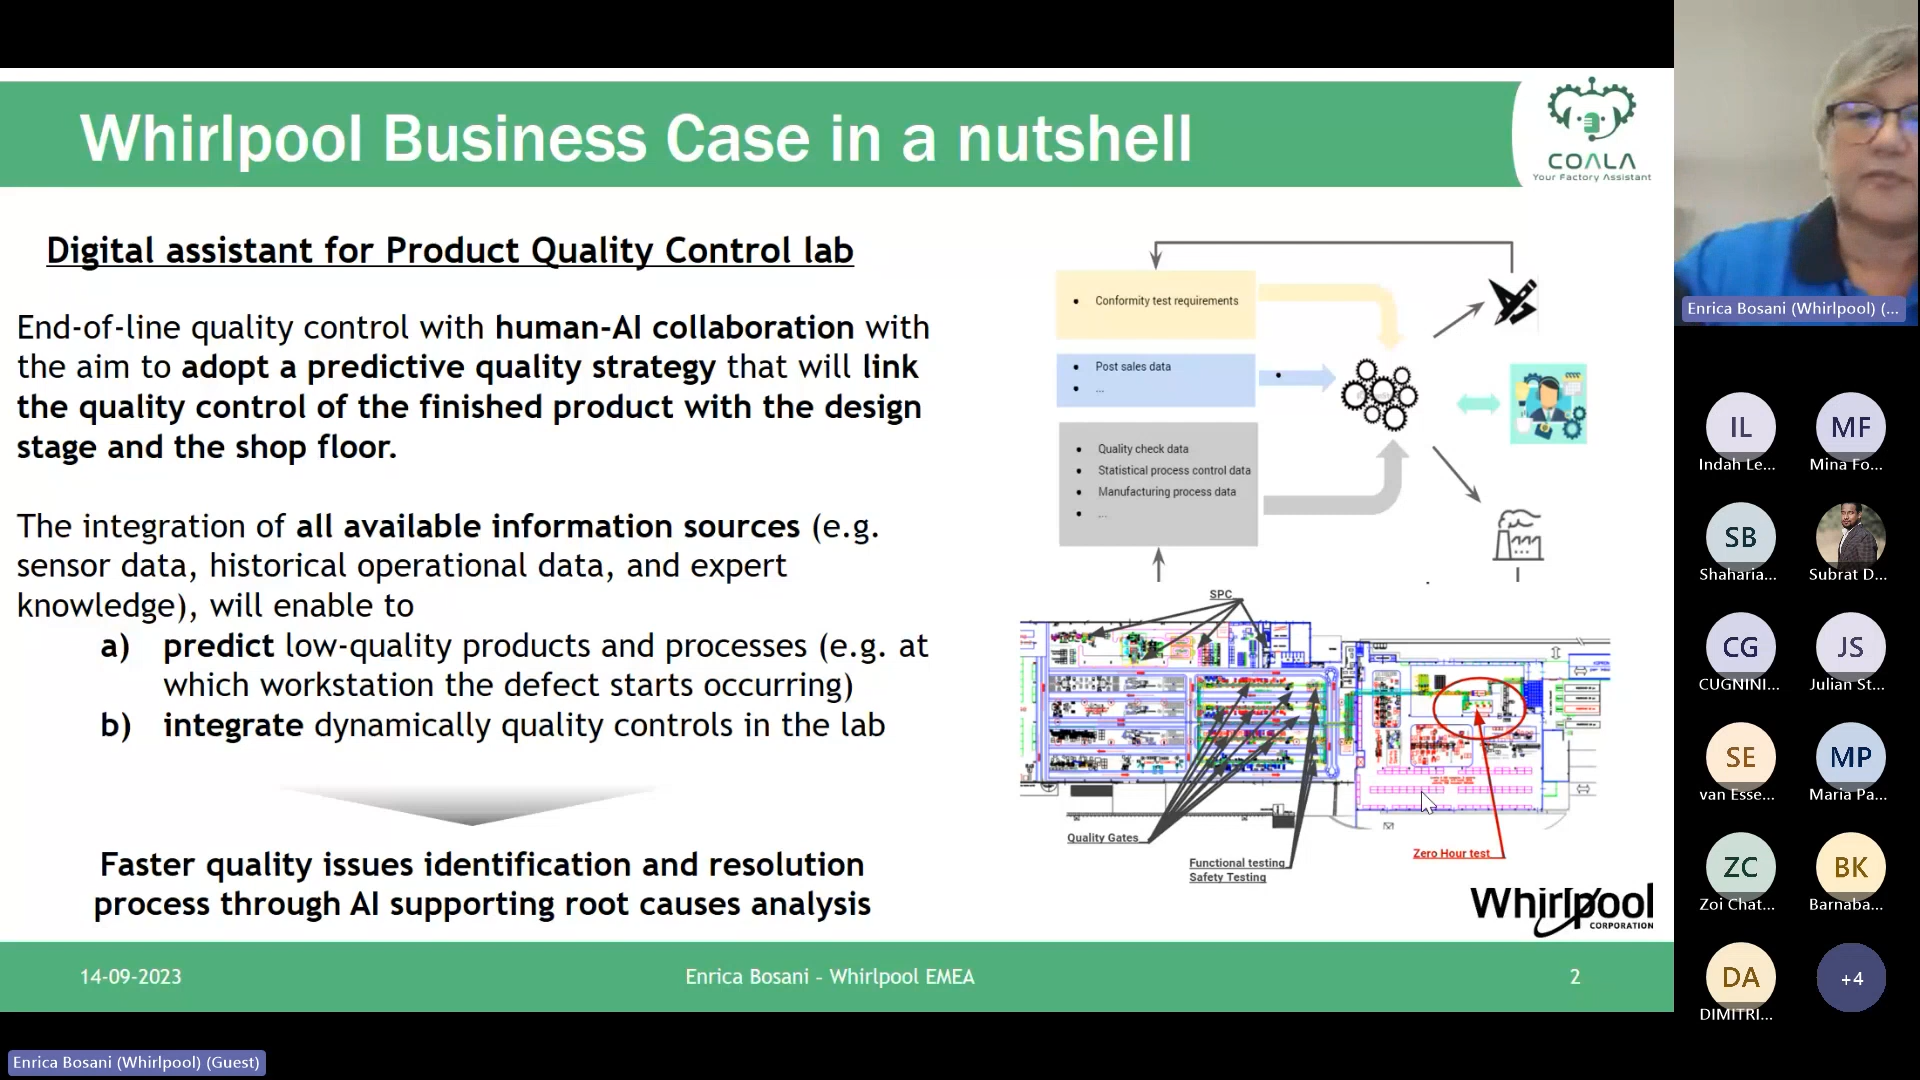 Whirlpool Business Case in a nutshell
COALA
Your Factory Assistant
Digital assistant for Product Quality Control lab
End-of-line quality control with human-AI collaboration with
the aim to adopt a predictive quality strategy that will link
the quality control of the finished product with the design
stage and the shop floor.
The integration of all available information sources (e.g.
sensor data, historical operational data, and expert
knowledge), will enable to
a) predict low-quality products and processes (e.g. at
which workstation the defect starts occurring)
b) integrate dynamically quality controls in the lab
Faster quality issues identification and resolution
process through AI supporting root causes analysis
• Conformity test requirements
• Post sales data
• ...
• Quality check data
• Statistical process control data
• Manufacturing process data
• ...
SPC
Quality Gates
Functional testing
Safety Testing
Zero Hour test
Whirlpool
CORPORATION
14-09-2023
Enrica Bosani – Whirlpool EMEA
2
Enrica Bosani (Whirlpool) (...
IL
Indah Le...
MF
Mina Fo...
SB
Shaharia...
Subrat D...
CG
CUGNINI...
JS
Julian St...
SE
van Esse...
MP
Maria Pa...
ZC
Zoi Chat...
BK
Barnaba...
DA
DIMITRI...
+4
Enrica Bosani (Whirlpool) (Guest)